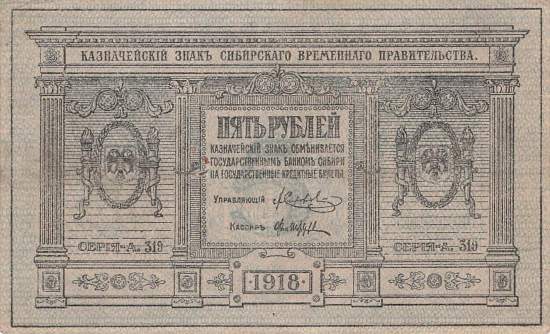 КАЗНАЧЕЙСКІЙ ЗНАКЪ СИБИРСКАГО ВРЕМЕННАГО ПРАВИТЕЛЬСТВА.
ПЯТЬ РУБЛЕЙ
КАЗНАЧЕЙСКІЙ ЗНАКЪ ОБМѢНИВАЕТСЯ
ГОСУДАРСТВЕННЫМЪ БАНКОМЪ СИБИРИ
НА ГОСУДАРСТВЕННЫЕ КРЕДИТНЫЕ БИЛЕТЫ.
УПРАВЛЯЮЩІЙ
КАССИРЪ
СЕРІЯ-А. 319
СЕРІЯ-А. 319
·1918·